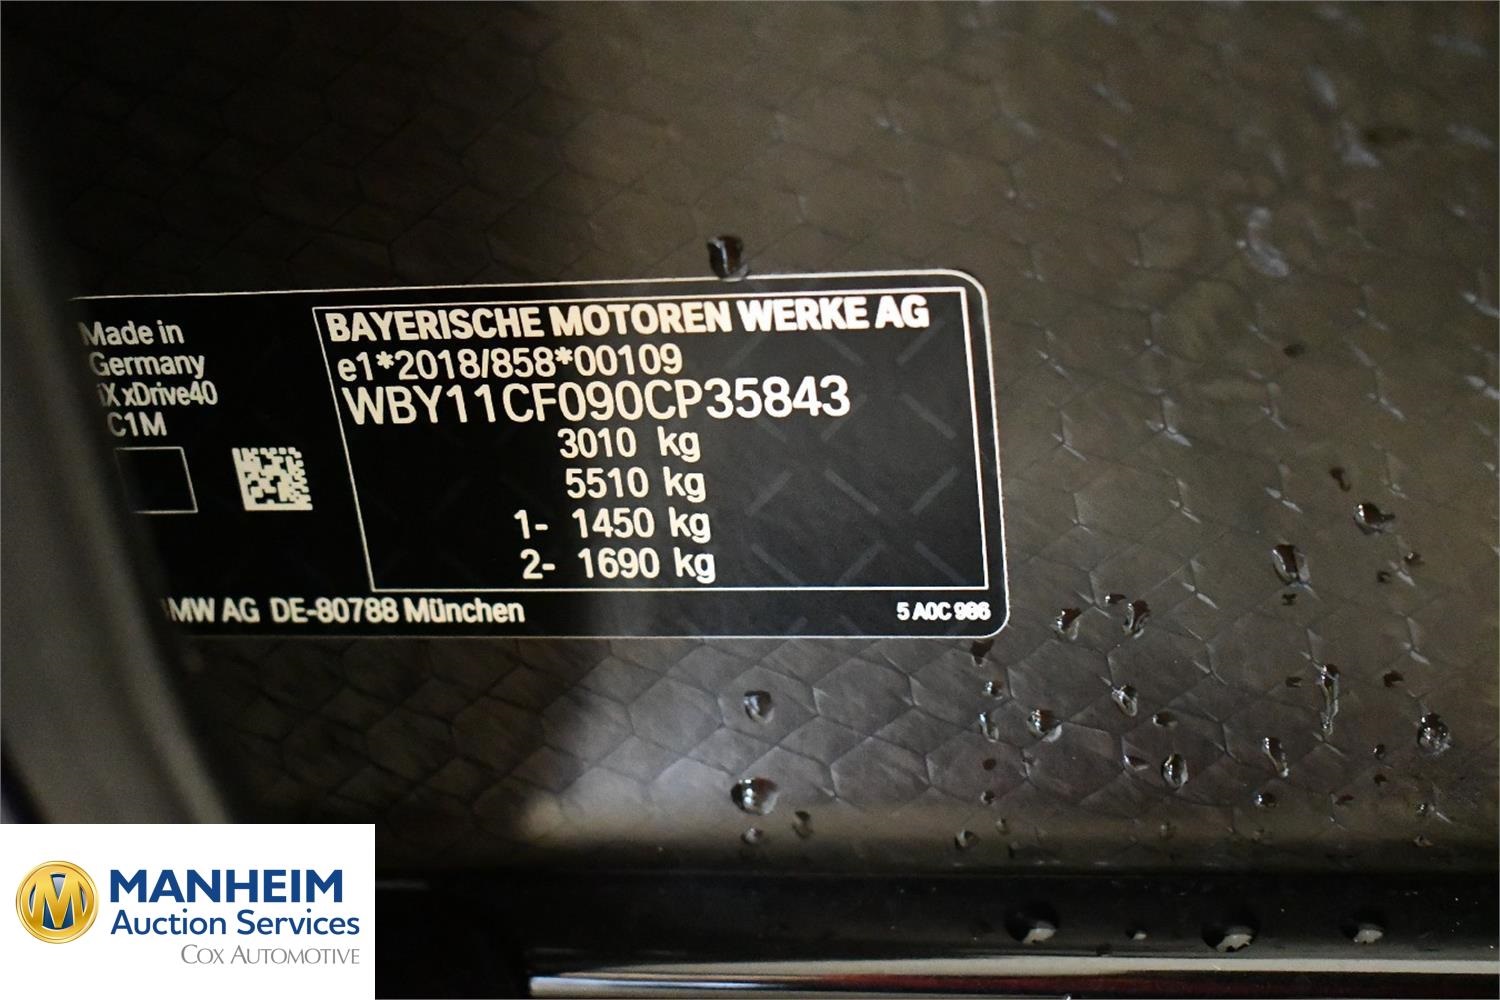 Made in
Germany
iX xDrive40
C1M
BAYERISCHE MOTOREN WERKE AG
e1*2018/858*00109
WBY11CF090CP35843
3010 kg
5510 kg
1- 1450 kg
2- 1690 kg
BMW AG DE-80788 München
5 A0C 986
MANHEIM
Auction Services
COX AUTOMOTIVE